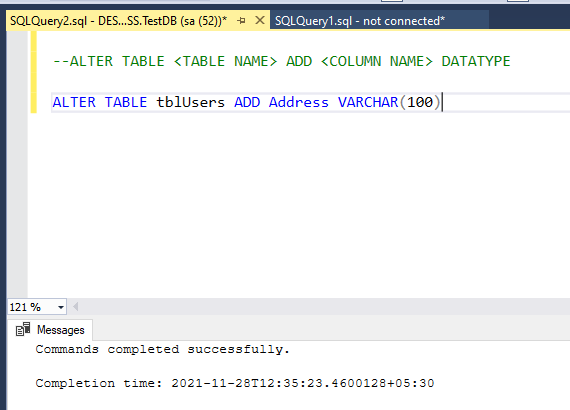 SQLQuery2.sql - DES...SS.TestDB (sa (52))* SQLQuery1.sql - not connected*
--ALTER TABLE <TABLE NAME> ADD <COLUMN NAME> DATATYPE
ALTER TABLE tblUsers ADD Address VARCHAR(100)
121 %
Messages
Commands completed successfully.
Completion time: 2021-11-28T12:35:23.4600128+05:30